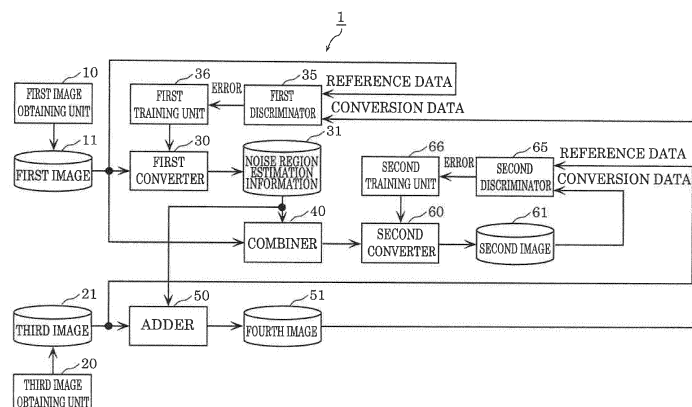 1
10
FIRST IMAGE
OBTAINING UNIT
36
FIRST
TRAINING UNIT
ERROR
35
FIRST
DISCRIMINATOR
REFERENCE DATA
CONVERSION DATA
11
FIRST IMAGE
30
FIRST
CONVERTER
31
NOISE REGION
ESTIMATION
INFORMATION
66
SECOND
TRAINING UNIT
ERROR
65
SECOND
DISCRIMINATOR
REFERENCE DATA
CONVERSION DATA
40
COMBINER
60
SECOND
CONVERTER
61
SECOND IMAGE
21
THIRD IMAGE
50
ADDER
51
FOURTH IMAGE
20
THIRD IMAGE
OBTAINING UNIT